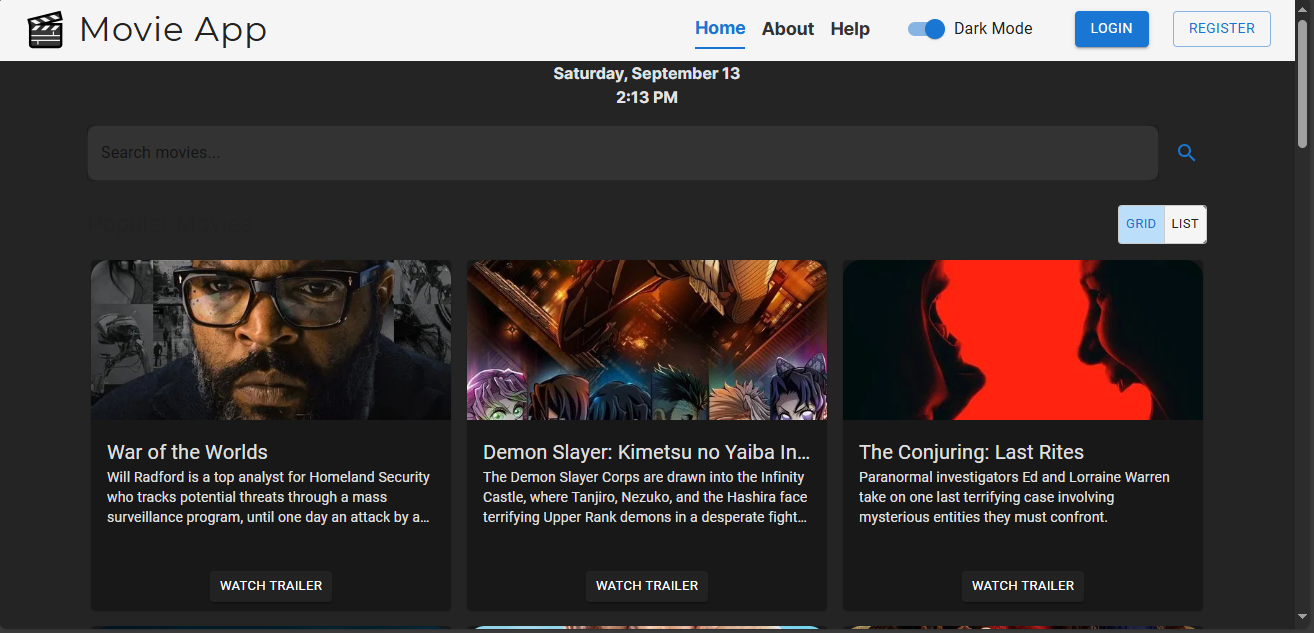 Movie App
Home About Help Dark Mode LOGIN REGISTER
Saturday, September 13
2:13 PM
Search movies...
Popular Movies
GRID LIST
War of the Worlds
Will Radford is a top analyst for Homeland Security
who tracks potential threats through a mass
surveillance program, until one day an attack by a...
WATCH TRAILER
Demon Slayer: Kimetsu no Yaiba In...
The Demon Slayer Corps are drawn into the Infinity
Castle, where Tanjiro, Nezuko, and the Hashira face
terrifying Upper Rank demons in a desperate fight...
WATCH TRAILER
The Conjuring: Last Rites
Paranormal investigators Ed and Lorraine Warren
take on one last terrifying case involving
mysterious entities they must confront.
WATCH TRAILER